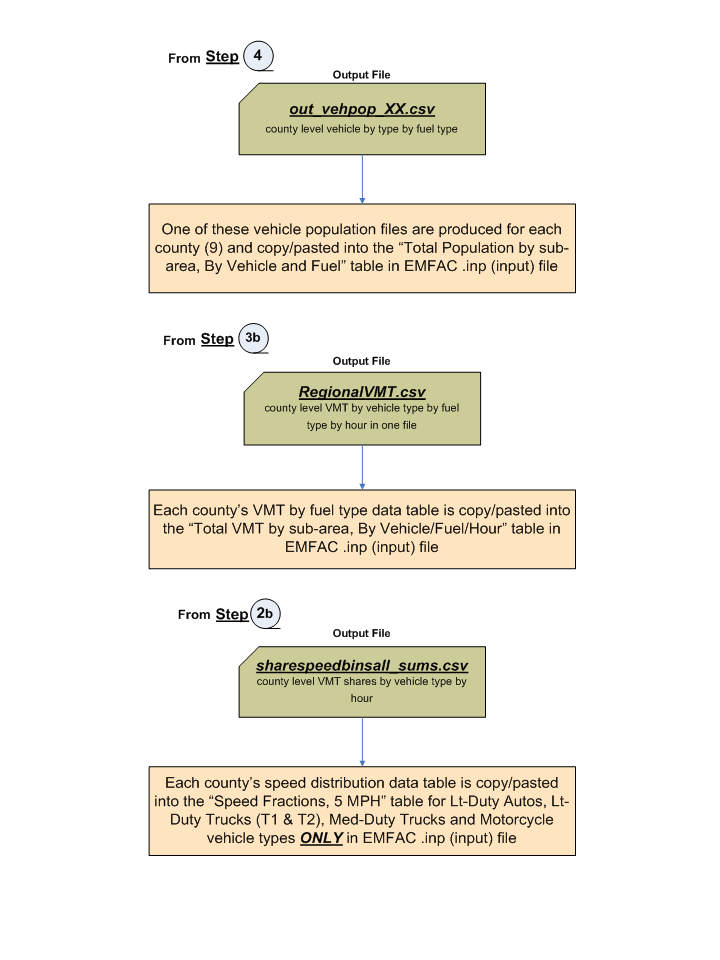 From Step 4
Output File
out_vehpop_XX.csv
county level vehicle by type by fuel type
One of these vehicle population files are produced for each
county (9) and copy/pasted into the “Total Population by sub-
area, By Vehicle and Fuel” table in EMFAC .inp (input) file
From Step 3b
Output File
RegionalVMT.csv
county level VMT by vehicle type by fuel
type by hour in one file
Each county’s VMT by fuel type data table is copy/pasted into
the “Total VMT by sub-area, By Vehicle/Fuel/Hour” table in
EMFAC .inp (input) file
From Step 2b
Output File
sharespeedbinsall_sums.csv
county level VMT shares by vehicle type by
hour
Each county’s speed distribution data table is copy/pasted
into the “Speed Fractions, 5 MPH” table for Lt-Duty Autos, Lt-
Duty Trucks (T1 & T2), Med-Duty Trucks and Motorcycle
vehicle types ONLY in EMFAC .inp (input) file